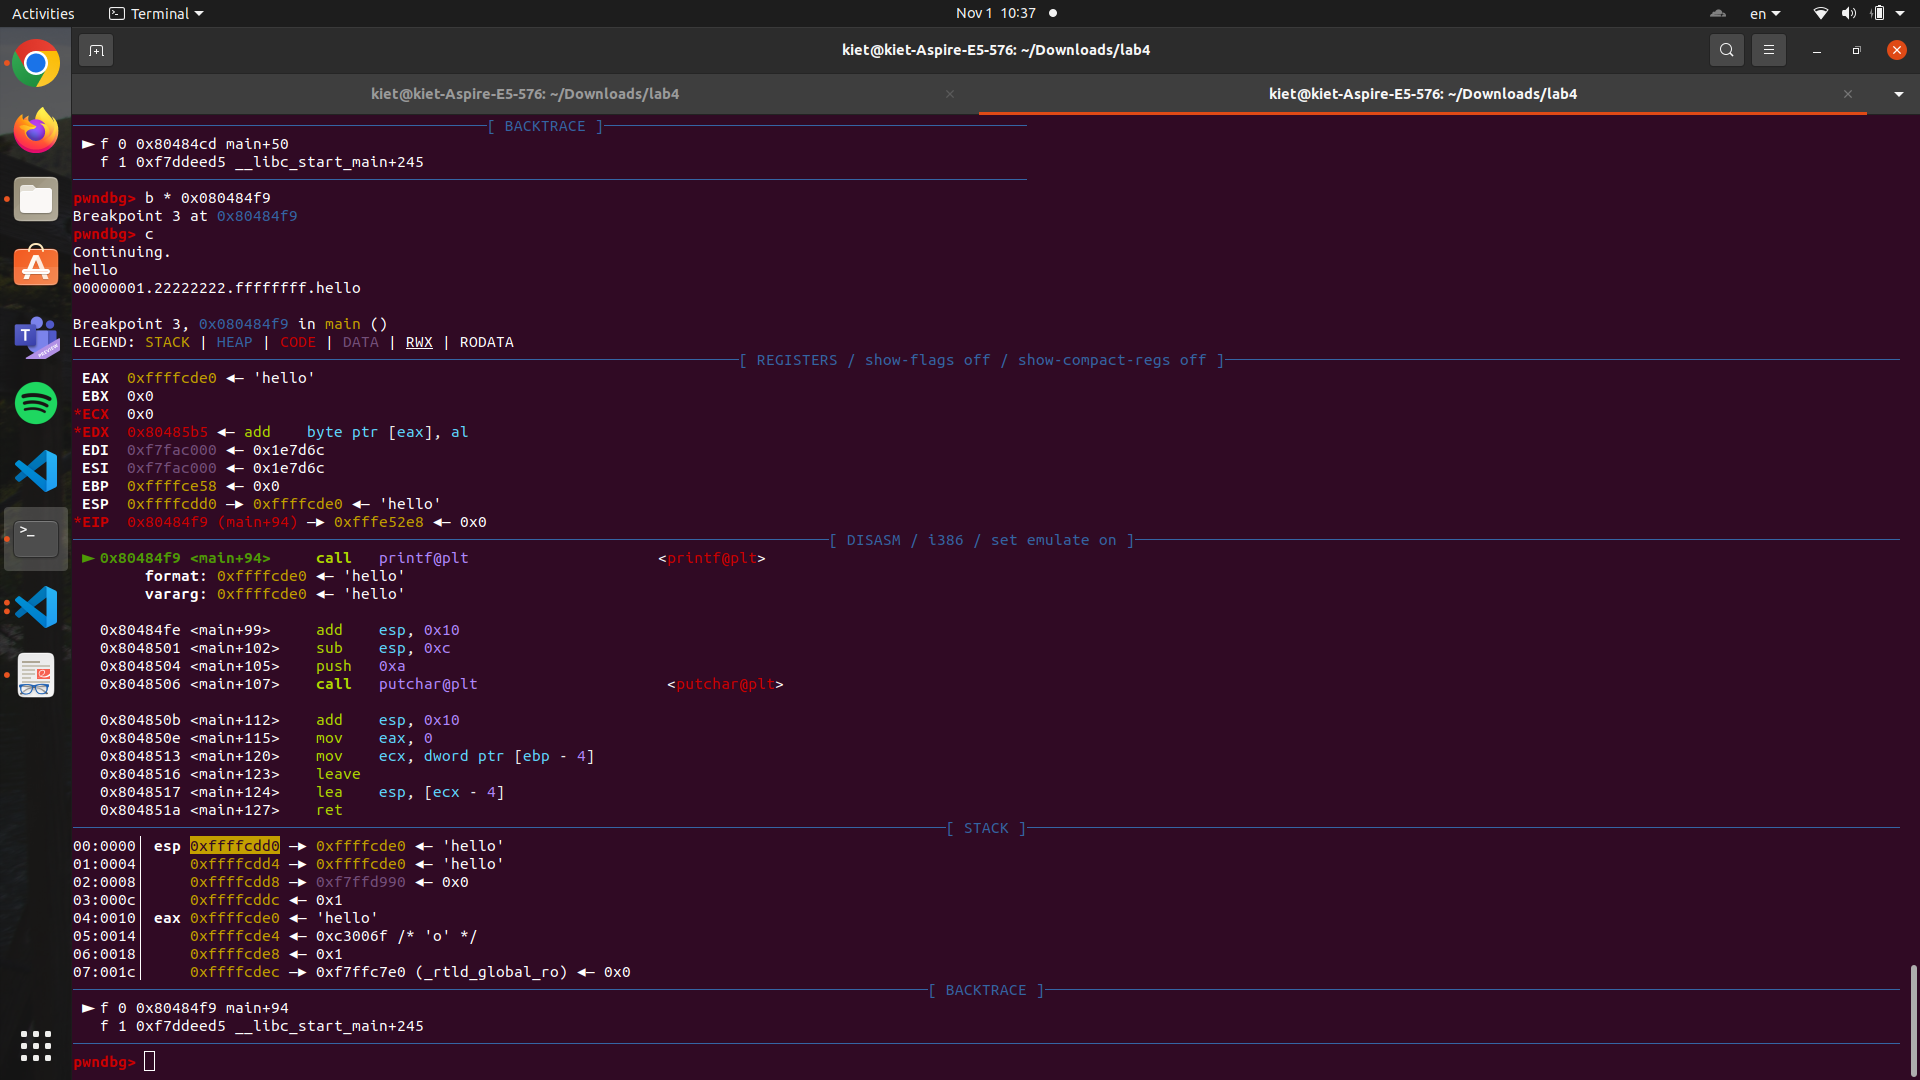 Activities Terminal Nov 1 10:37 en
kiet@kiet-Aspire-E5-576: ~/Downloads/lab4
kiet@kiet-Aspire-E5-576: ~/Downloads/lab4 × kiet@kiet-Aspire-E5-576: ~/Downloads/lab4 ×
[ BACKTRACE ]
► f 0 0x80484cd main+50
f 1 0xf7ddeed5 __libc_start_main+245
pwndbg> b * 0x080484f9
Breakpoint 3 at 0x80484f9
pwndbg> c
Continuing.
hello
00000001.22222222.ffffffff.hello
Breakpoint 3, 0x080484f9 in main ()
LEGEND: STACK | HEAP | CODE | DATA | RWX | RODATA
[ REGISTERS / show-flags off / show-compact-regs off ]
EAX 0xffffcde0 ◄— 'hello'
EBX 0x0
*ECX 0x0
*EDX 0x80485b5 ◄— add byte ptr [eax], al
EDI 0xf7fac000 ◄— 0x1e7d6c
ESI 0xf7fac000 ◄— 0x1e7d6c
EBP 0xffffce58 ◄— 0x0
ESP 0xffffcdd0 —► 0xffffcde0 ◄— 'hello'
*EIP 0x80484f9 (main+94) —► 0xfffe52e8 ◄— 0x0
[ DISASM / i386 / set emulate on ]
► 0x80484f9 <main+94> call printf@plt <printf@plt>
format: 0xffffcde0 ◄— 'hello'
vararg: 0xffffcde0 ◄— 'hello'
0x80484fe <main+99> add esp, 0x10
0x8048501 <main+102> sub esp, 0xc
0x8048504 <main+105> push 0xa
0x8048506 <main+107> call putchar@plt <putchar@plt>
0x804850b <main+112> add esp, 0x10
0x804850e <main+115> mov eax, 0
0x8048513 <main+120> mov ecx, dword ptr [ebp - 4]
0x8048516 <main+123> leave
0x8048517 <main+124> lea esp, [ecx - 4]
0x804851a <main+127> ret
[ STACK ]
00:0000│ esp 0xffffcdd0 —► 0xffffcde0 ◄— 'hello'
01:0004│ 0xffffcdd4 —► 0xffffcde0 ◄— 'hello'
02:0008│ 0xffffcdd8 —► 0xf7ffd990 ◄— 0x0
03:000c│ 0xffffcddc ◄— 0x1
04:0010│ eax 0xffffcde0 ◄— 'hello'
05:0014│ 0xffffcde4 ◄— 0xc3006f /* 'o' */
06:0018│ 0xffffcde8 ◄— 0x1
07:001c│ 0xffffcdec —► 0xf7ffc7e0 (_rtld_global_ro) ◄— 0x0
[ BACKTRACE ]
► f 0 0x80484f9 main+94
f 1 0xf7ddeed5 __libc_start_main+245
pwndbg>